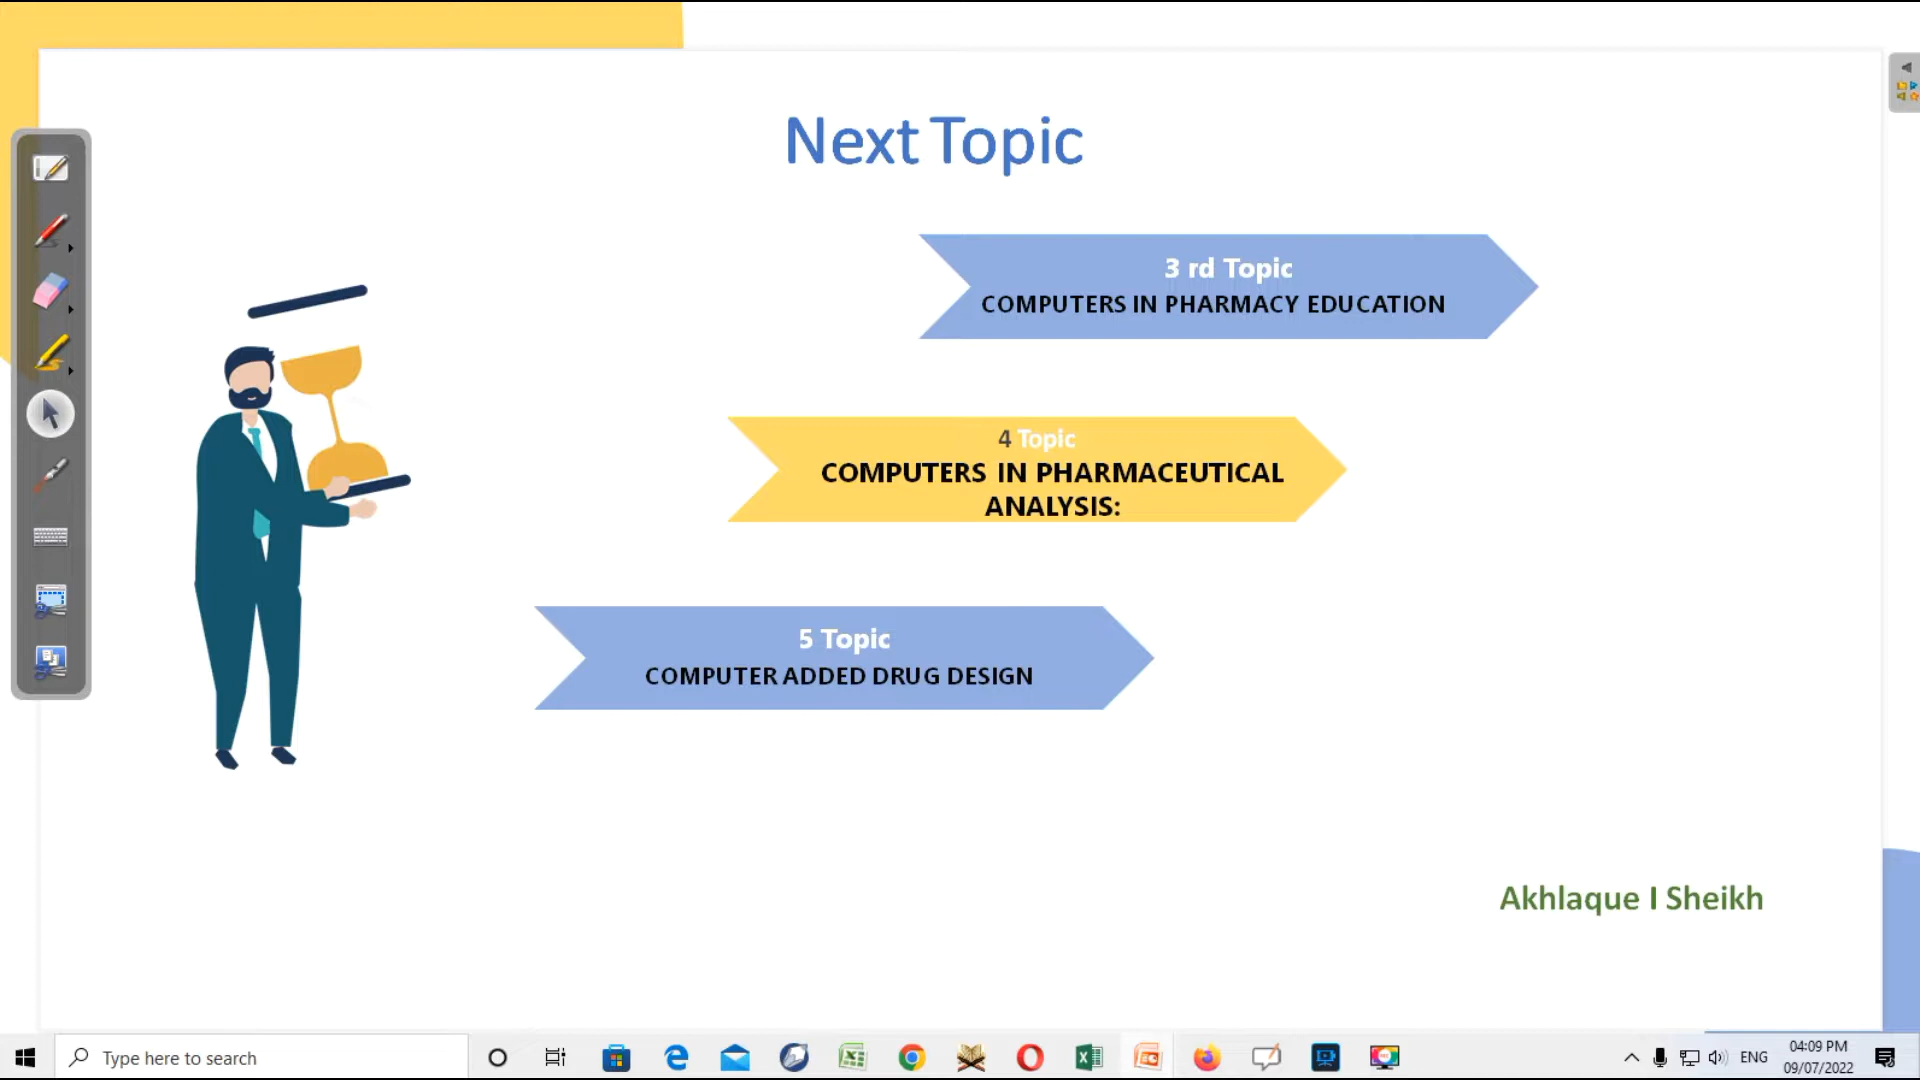 Next Topic
3 rd Topic
COMPUTERS IN PHARMACY EDUCATION
4 Topic
COMPUTERS IN PHARMACEUTICAL
ANALYSIS:
5 Topic
COMPUTER ADDED DRUG DESIGN
Akhlaque I Sheikh
Type here to search
ENG
04:09 PM
09/07/2022